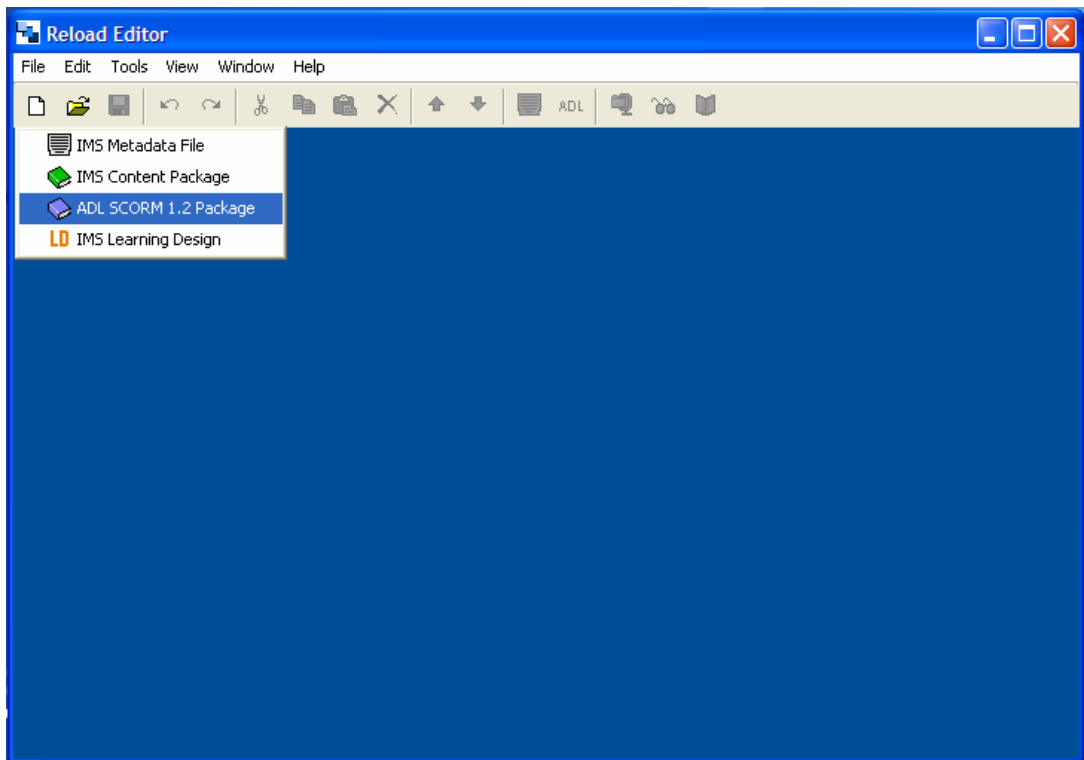 Reload Editor
File Edit Tools View Window Help
ADL
IMS Metadata File
IMS Content Package
ADL SCORM 1.2 Package
LD IMS Learning Design